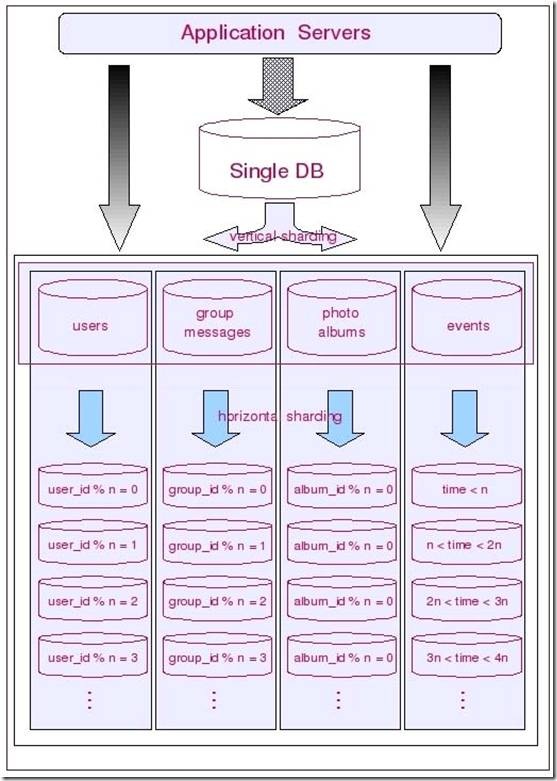 Application Servers
Single DB
vertical sharding
users
group
messages
photo
albums
events
horizontal sharding
user_id % n = 0
group_id % n = 0
album_id % n = 0
time < n
user_id % n = 1
group_id % n = 1
album_id % n = 0
n < time < 2n
user_id % n = 2
group_id % n = 2
album_id % n = 0
2n < time < 3n
user_id % n = 3
group_id % n = 3
album_id % n = 0
3n < time < 4n